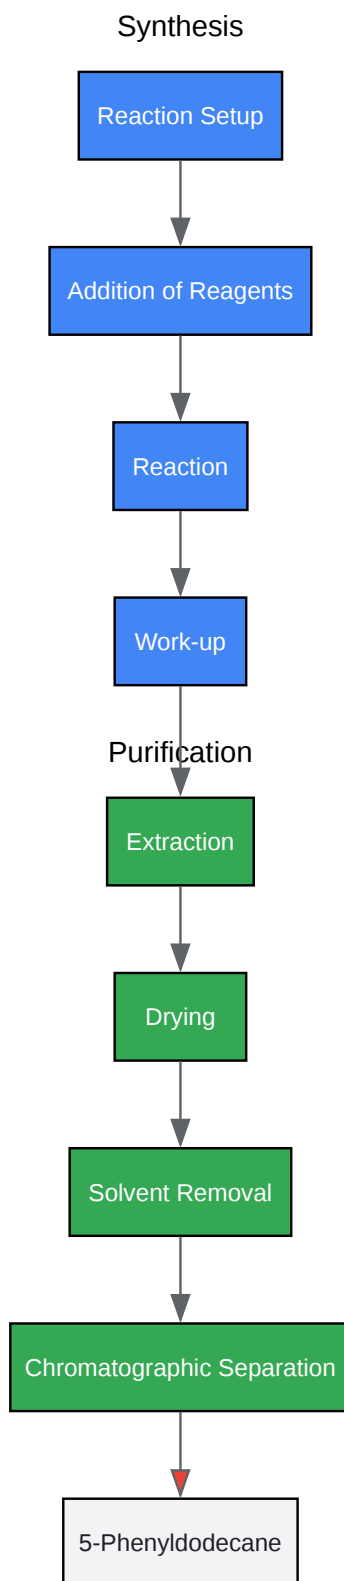 Synthesis
Reaction Setup
Addition of Reagents
Reaction
Work-up
Purification
Extraction
Drying
Solvent Removal
Chromatographic Separation
5-Phenyldodecane